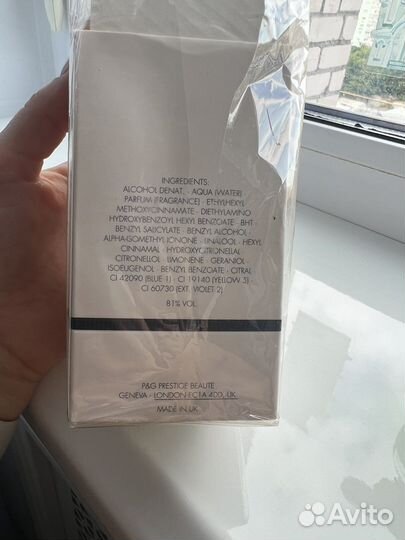 INGREDIENTS:
ALCOHOL DENAT. · AQUA (WATER)
PARFUM (FRAGRANCE) · ETHYLHEXYL
METHOXYCINNAMATE · DIETHYLAMINO
HYDROXYBENZOYL HEXYL BENZOATE · BHT ·
BENZYL SALICYLATE · BENZYL ALCOHOL ·
ALPHA-ISOMETHYL IONONE · LINALOOL · HEXYL
CINNAMAL · HYDROXYCITRONELLAL ·
CITRONELLOL · LIMONENE · GERANIOL
ISOEUGENOL · BENZYL BENZOATE · CITRAL
CI 42090 (BLUE 1) · CI 19140 (YELLOW 5) ·
CI 60730 (EXT. VIOLET 2)
81% VOL.
P&G PRESTIGE BEAUTE
GENEVA - LONDON EC1A 4DD, UK
MADE IN UK
Avito